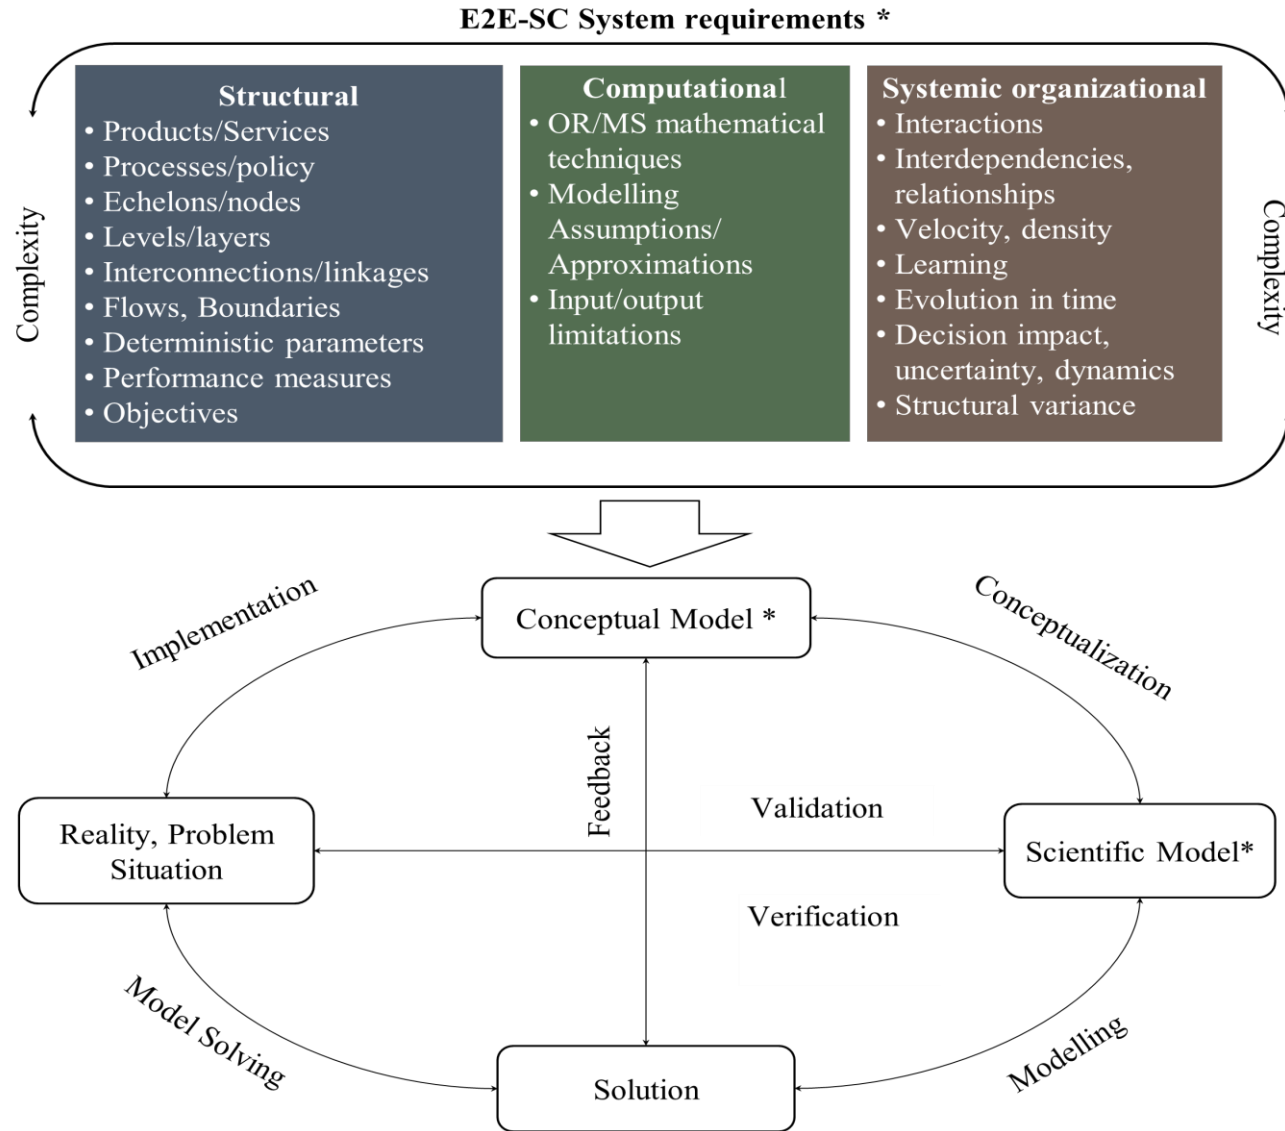 E2E-SC System requirements *
Complexity
Structural
• Products/Services
• Processes/policy
• Echelons/nodes
• Levels/layers
• Interconnections/linkages
• Flows, Boundaries
• Deterministic parameters
• Performance measures
• Objectives
Computational
• OR/MS mathematical
techniques
• Modelling
Assumptions/
Approximations
• Input/output
limitations
Systemic organizational
• Interactions
• Interdependencies,
relationships
• Velocity, density
• Learning
• Evolution in time
• Decision impact,
uncertainty, dynamics
• Structural variance
Complexity
Implementation
Conceptual Model *
Conceptualization
Feedback
Reality, Problem
Situation
Validation
Verification
Scientific Model*
Model Solving
Solution
Modelling